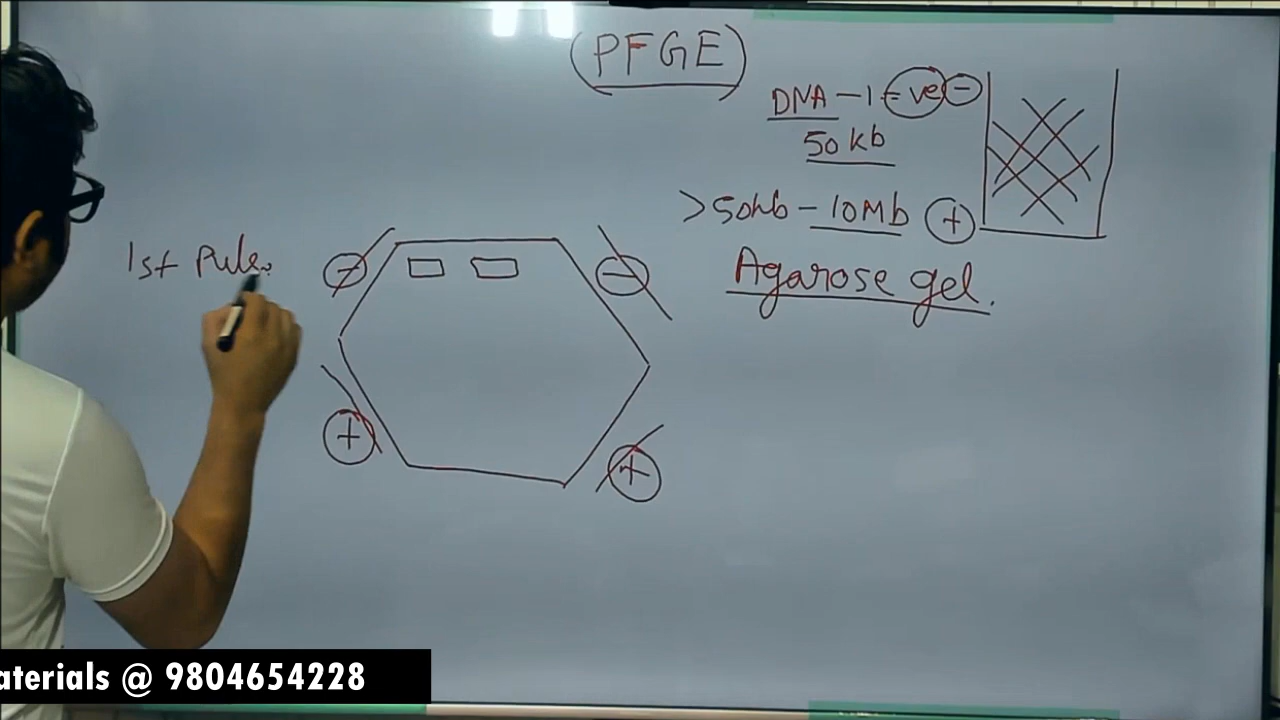 (PFGE)
DNA - 1 -ve -
50 kb
>50kb - 10Mb +
Agarose gel.
1st Pulse
- -
+ +
aterials @ 9804654228